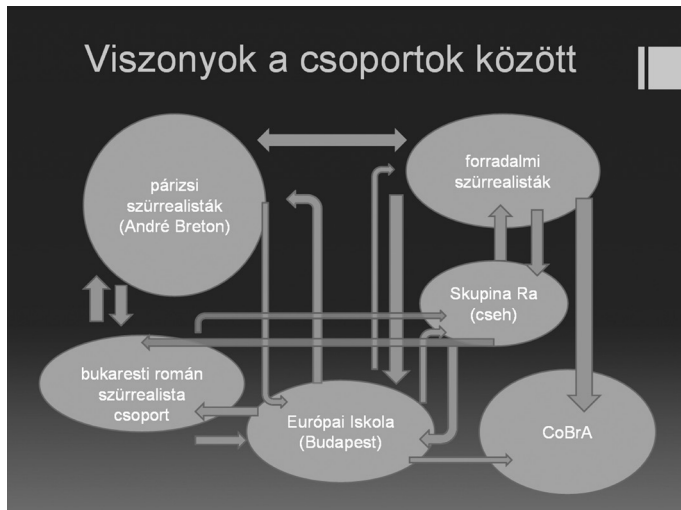 Viszonyok a csoportok között
párizsi
szürrealisták
(André Breton)
forradalmi
szürrealisták
Skupina Ra
(cseh)
bukaresti román
szürrealista
csoport
Európai Iskola
(Budapest)
CoBrA